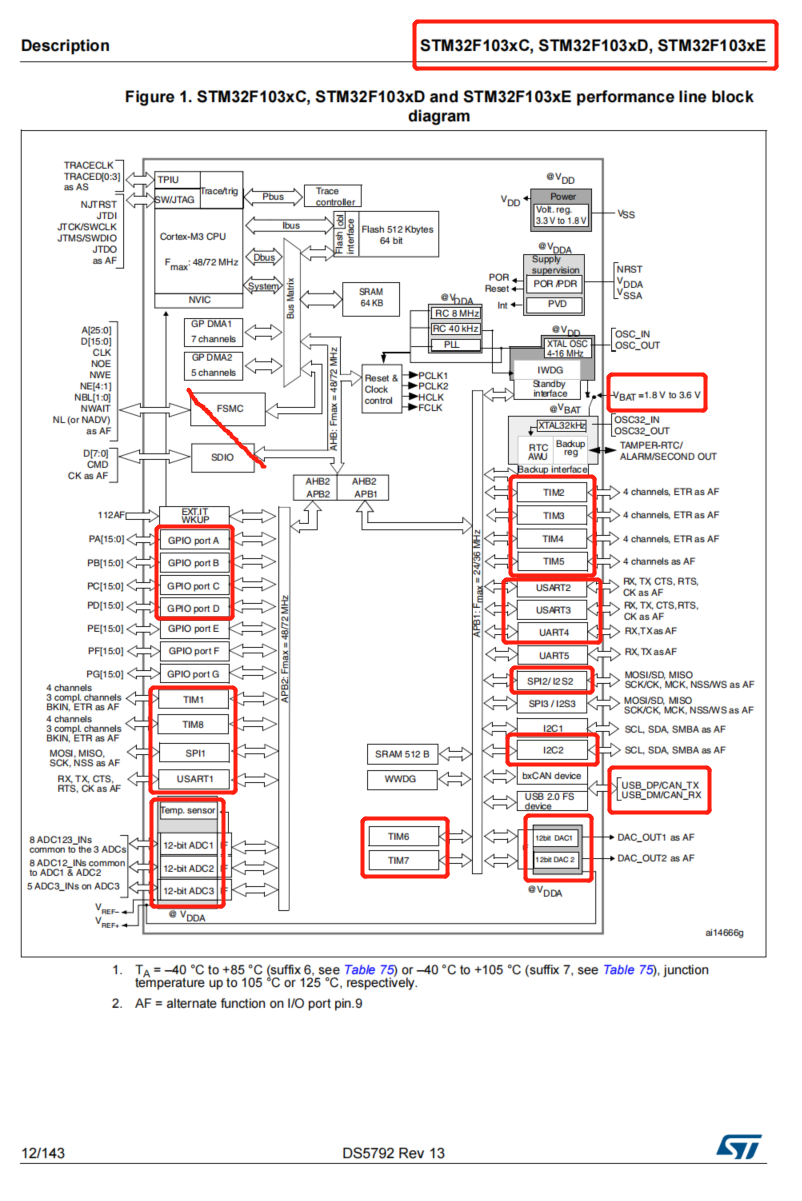 Description
STM32F103xC, STM32F103xD, STM32F103xE
Figure 1. STM32F103xC, STM32F103xD and STM32F103xE performance line block
diagram
TRACECLK
TRACED[0:3]
as AS
NJTRST
JTDI
JTCK/SWCLK
JTMS/SWDIO
JTDO
as AF
TPIU
SW/JTAG
Trace/trig
Cortex-M3 CPU
Fmax: 48/72 MHz
NVIC
Pbus
Trace
controller
Ibus
Dbus
System
Flash obl
interface
Flash 512 Kbytes
64 bit
Bus Matrix
SRAM
64 KB
GP DMA1
7 channels
GP DMA2
5 channels
@VDD
Power
Volt. reg.
3.3 V to 1.8 V
VDD
VSS
@VDDA
Supply
supervision
POR /PDR
PVD
POR
Reset
Int
NRST
VDDA
VSSA
@VDDA
RC 8 MHz
RC 40 kHz
PLL
@VDD
XTAL OSC
4-16 MHz
OSC_IN
OSC_OUT
IWDG
Standby
interface
Reset &
Clock
control
PCLK1
PCLK2
HCLK
FCLK
VBAT =1.8 V to 3.6 V
@VBAT
XTAL32kHz
OSC32_IN
OSC32_OUT
RTC
AWU
Backup
reg
Backup interface
TAMPER-RTC/
ALARM/SECOND OUT
A[25:0]
D[15:0]
CLK
NOE
NWE
NE[4:1]
NBL[1:0]
NWAIT
NL (or NADV)
as AF
FSMC
D[7:0]
CMD
CK as AF
SDIO
AHB: Fmax = 48/72 MHz
AHB2
APB2
AHB2
APB1
112AF
EXT.IT
WKUP
PA[15:0]
GPIO port A
PB[15:0]
GPIO port B
PC[15:0]
GPIO port C
PD[15:0]
GPIO port D
PE[15:0]
GPIO port E
PF[15:0]
GPIO port F
PG[15:0]
GPIO port G
4 channels
3 compl. channels
BKIN, ETR as AF
TIM1
4 channels
3 compl. channels
BKIN, ETR as AF
TIM8
MOSI, MISO,
SCK, NSS as AF
SPI1
RX, TX, CTS,
RTS, CK as AF
USART1
Temp. sensor
8 ADC123_INs
common to the 3 ADCs
12-bit ADC1
IF
8 ADC12_INs common
to ADC1 & ADC2
12-bit ADC2
IF
5 ADC3_INs on ADC3
12-bit ADC3
IF
VREF–
VREF+
@ VDDA
APB2: Fmax = 48/72 MHz
APB1: Fmax = 24/36 MHz
TIM2
4 channels, ETR as AF
TIM3
4 channels, ETR as AF
TIM4
4 channels, ETR as AF
TIM5
4 channels as AF
USART2
RX, TX, CTS, RTS,
CK as AF
USART3
RX, TX, CTS,RTS,
CK as AF
UART4
RX,TX as AF
UART5
RX, TX as AF
SPI2/ I2S2
MOSI/SD, MISO
SCK/CK, MCK, NSS/WS as AF
SPI3 / I2S3
MOSI/SD, MISO
SCK/CK, MCK, NSS/WS as AF
I2C1
SCL, SDA, SMBA as AF
I2C2
SCL, SDA, SMBA as AF
SRAM 512 B
WWDG
bxCAN device
USB 2.0 FS
device
USB_DP/CAN_TX
USB_DM/CAN_RX
TIM6
TIM7
12bit DAC1
12bit DAC 2
DAC_OUT1 as AF
DAC_OUT2 as AF
@VDDA
ai14666g
1. TA = –40 °C to +85 °C (suffix 6, see Table 75) or –40 °C to +105 °C (suffix 7, see Table 75), junction
temperature up to 105 °C or 125 °C, respectively.
2. AF = alternate function on I/O port pin.9
12/143
DS5792 Rev 13
ST